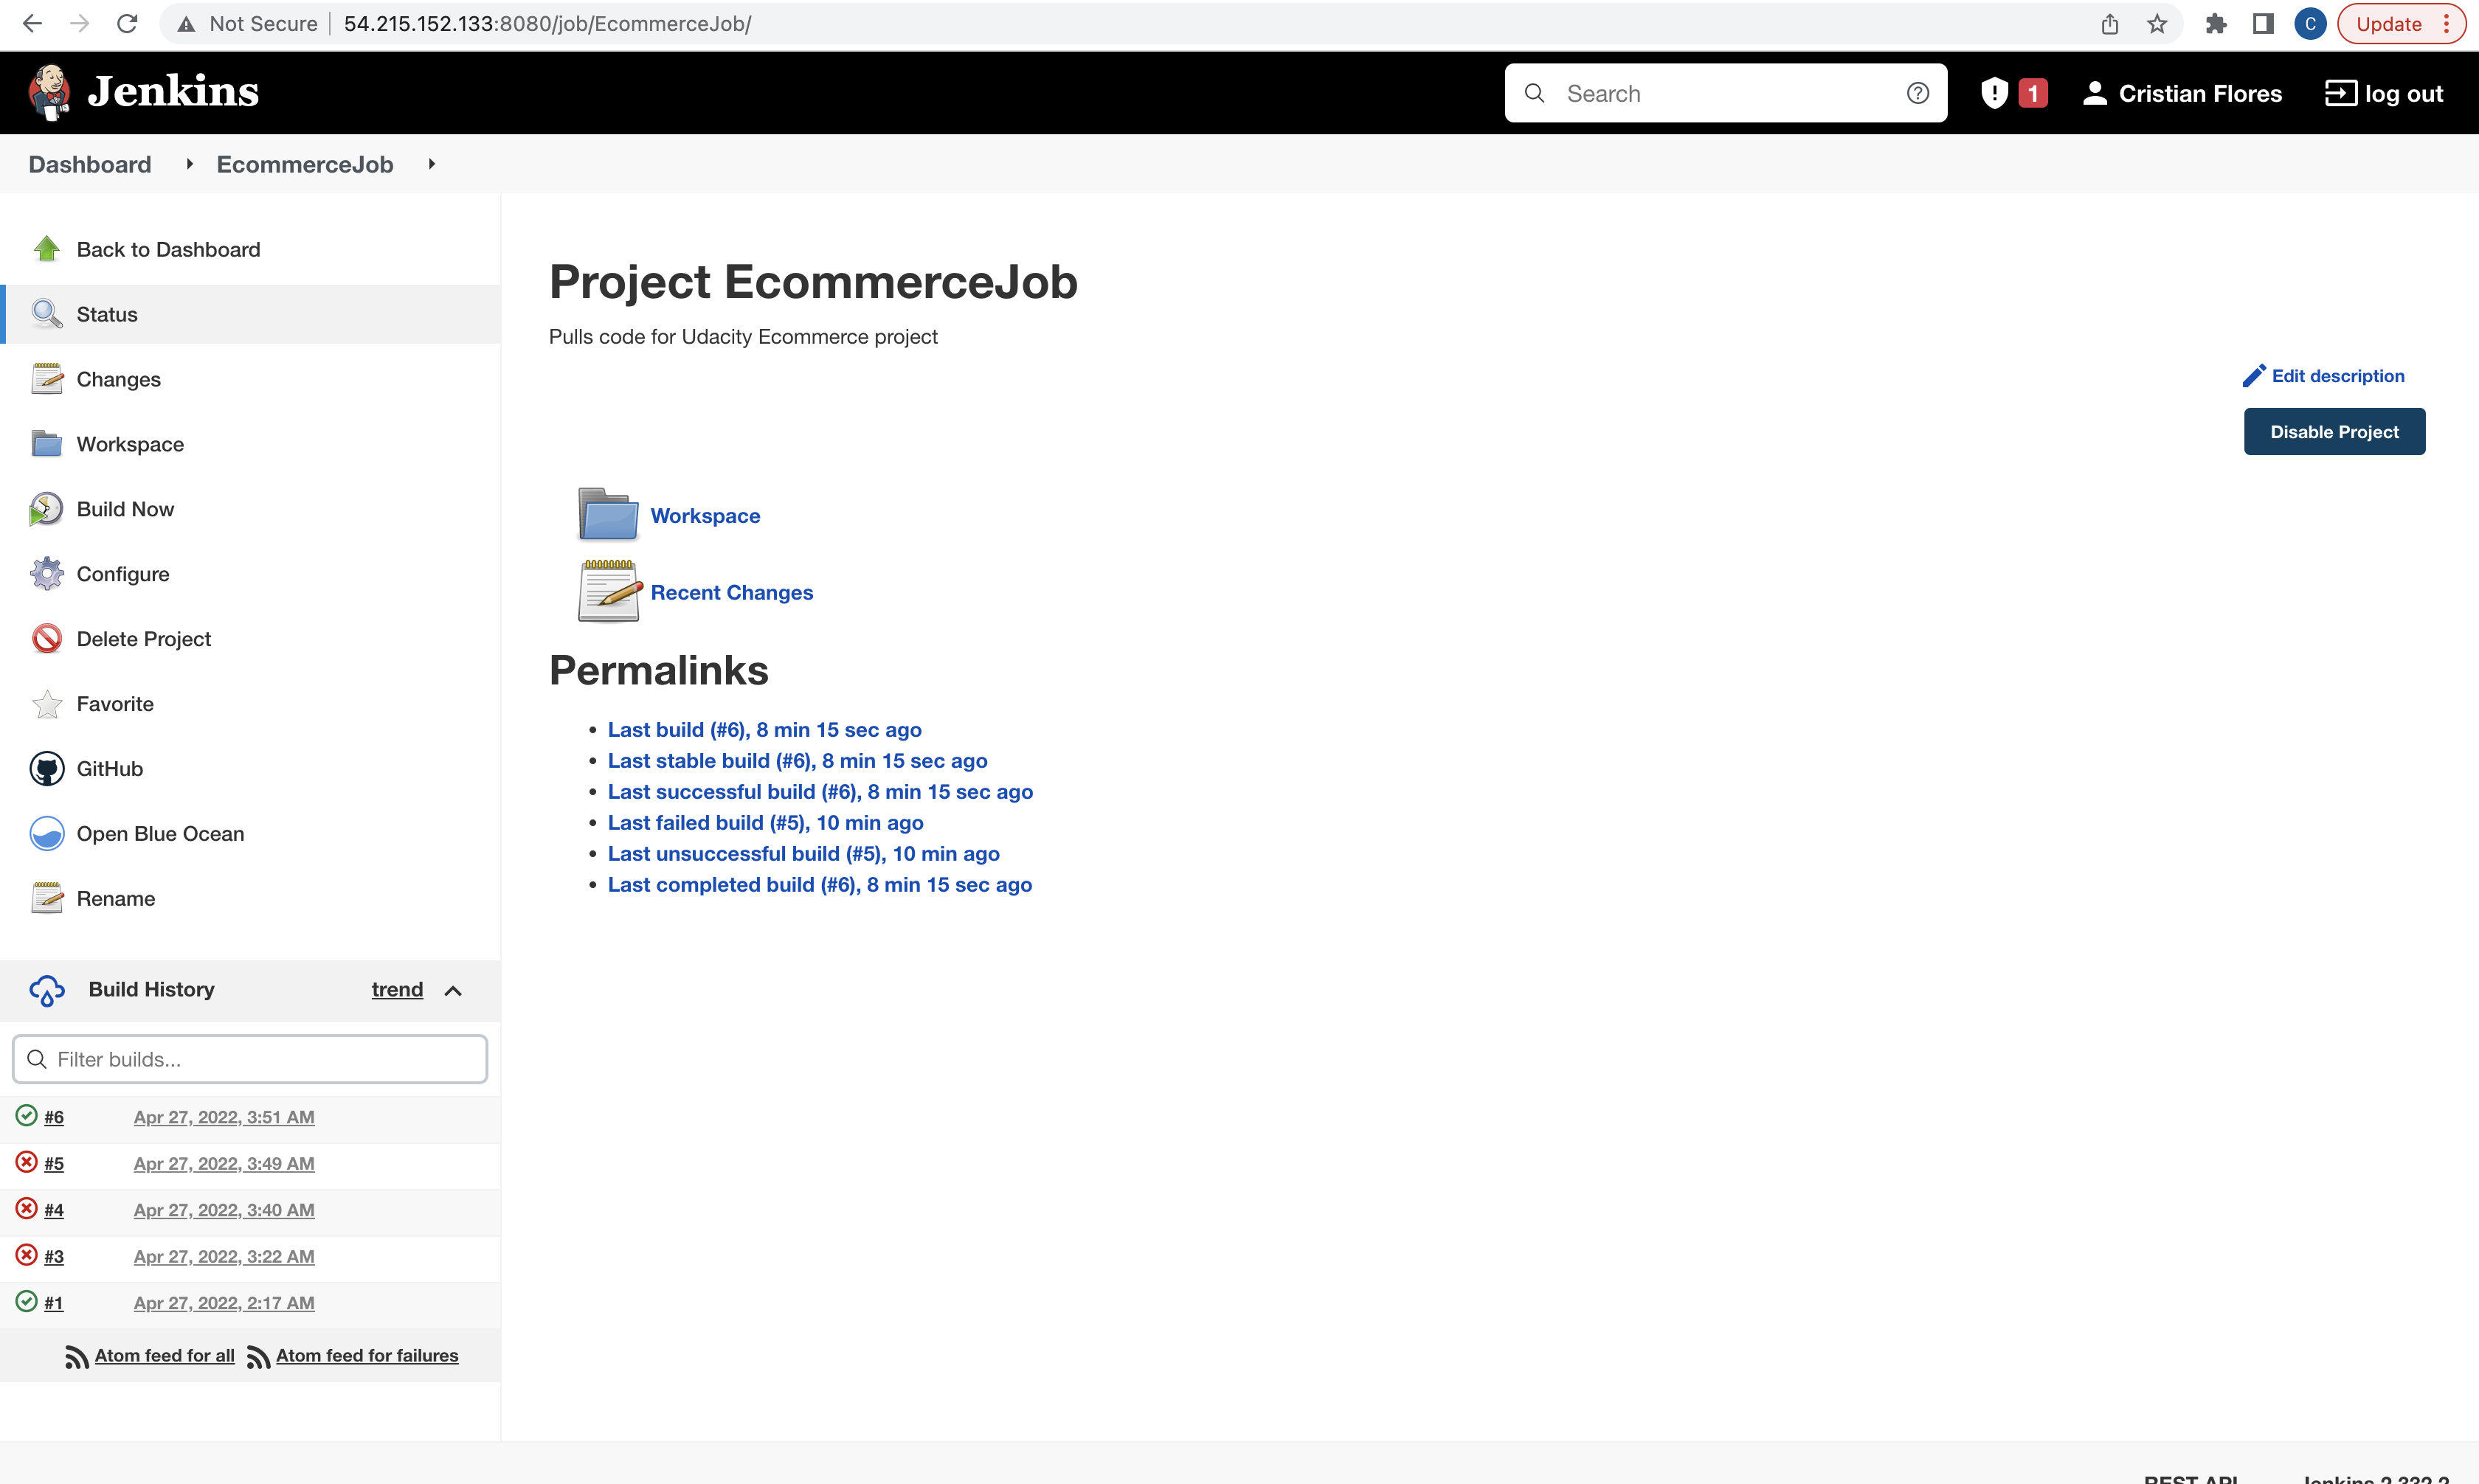 Not Secure 54.215.152.133:8080/job/EcommerceJob/ C Update
Jenkins Search 1 Cristian Flores log out
Dashboard EcommerceJob
Back to Dashboard
Status
Changes
Workspace
Build Now
Configure
Delete Project
Favorite
GitHub
Open Blue Ocean
Rename
Build History trend
Filter builds...
#6 Apr 27, 2022, 3:51 AM
#5 Apr 27, 2022, 3:49 AM
#4 Apr 27, 2022, 3:40 AM
#3 Apr 27, 2022, 3:22 AM
#1 Apr 27, 2022, 2:17 AM
Atom feed for all Atom feed for failures
Project EcommerceJob
Pulls code for Udacity Ecommerce project
Edit description
Disable Project
Workspace
Recent Changes
Permalinks
• Last build (#6), 8 min 15 sec ago
• Last stable build (#6), 8 min 15 sec ago
• Last successful build (#6), 8 min 15 sec ago
• Last failed build (#5), 10 min ago
• Last unsuccessful build (#5), 10 min ago
• Last completed build (#6), 8 min 15 sec ago
REST API Jenkins 2.332.2